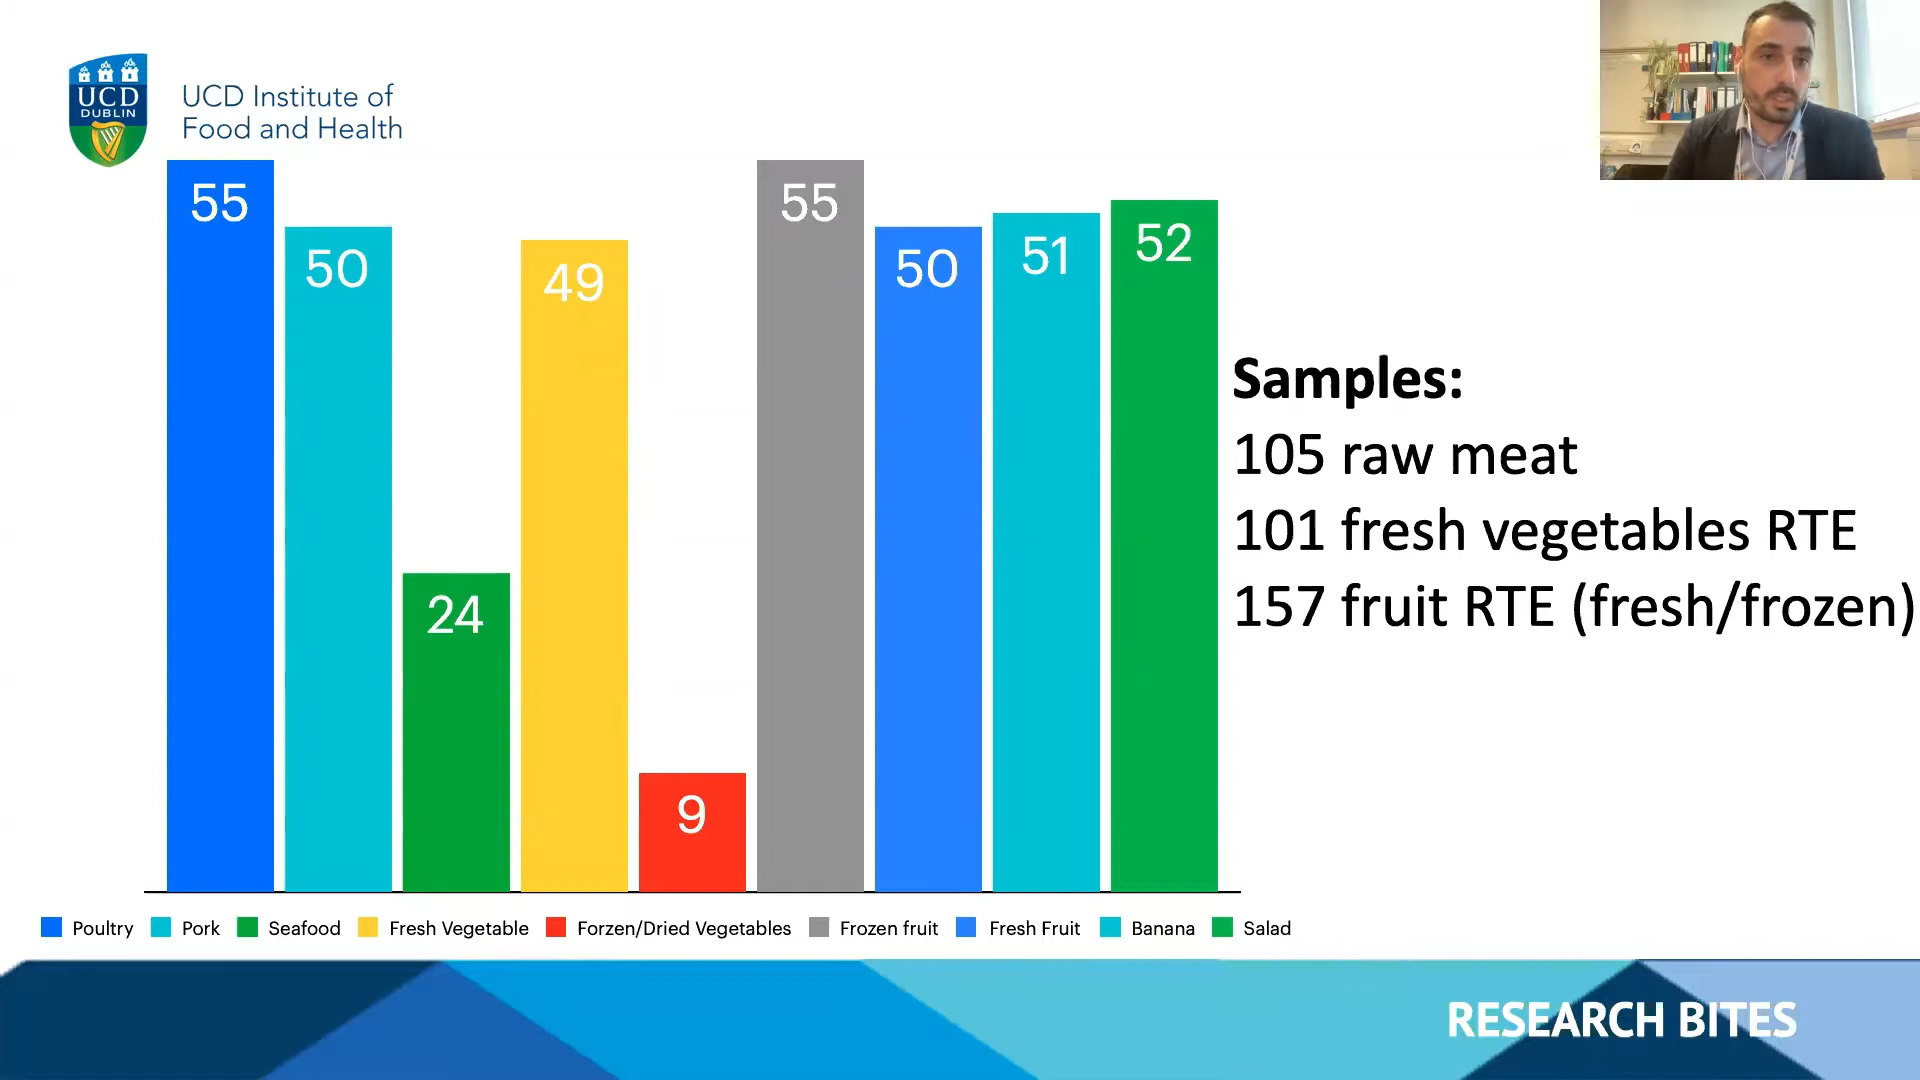 UCD
DUBLIN
UCD Institute of
Food and Health
55
50
24
49
9
55
50
51
52
Samples:
105 raw meat
101 fresh vegetables RTE
157 fruit RTE (fresh/frozen)
Poultry Pork Seafood Fresh Vegetable Forzen/Dried Vegetables Frozen fruit Fresh Fruit Banana Salad
RESEARCH BITES